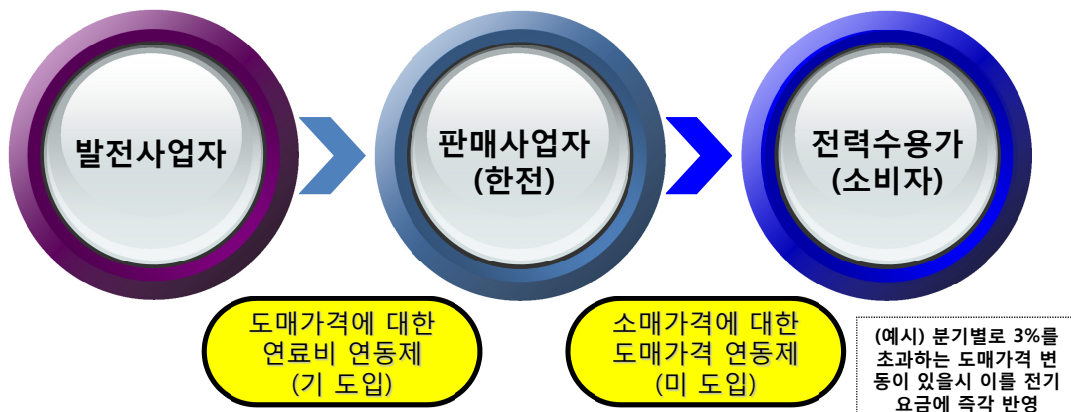 발전사업자
판매사업자
(한전)
전력수용가
(소비자)
도매가격에 대한
연료비 연동제
(기 도입)
소매가격에 대한
도매가격 연동제
(미 도입)
(예시) 분기별로 3%를
초과하는 도매가격 변
동이 있을시 이를 전기
요금에 즉각 반영